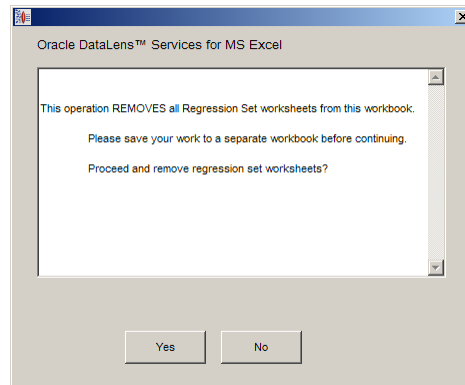 Oracle DataLens™ Services for MS Excel
This operation REMOVES all Regression Set worksheets from this workbook.
Please save your work to a separate workbook before continuing.
Proceed and remove regression set worksheets?
Yes No